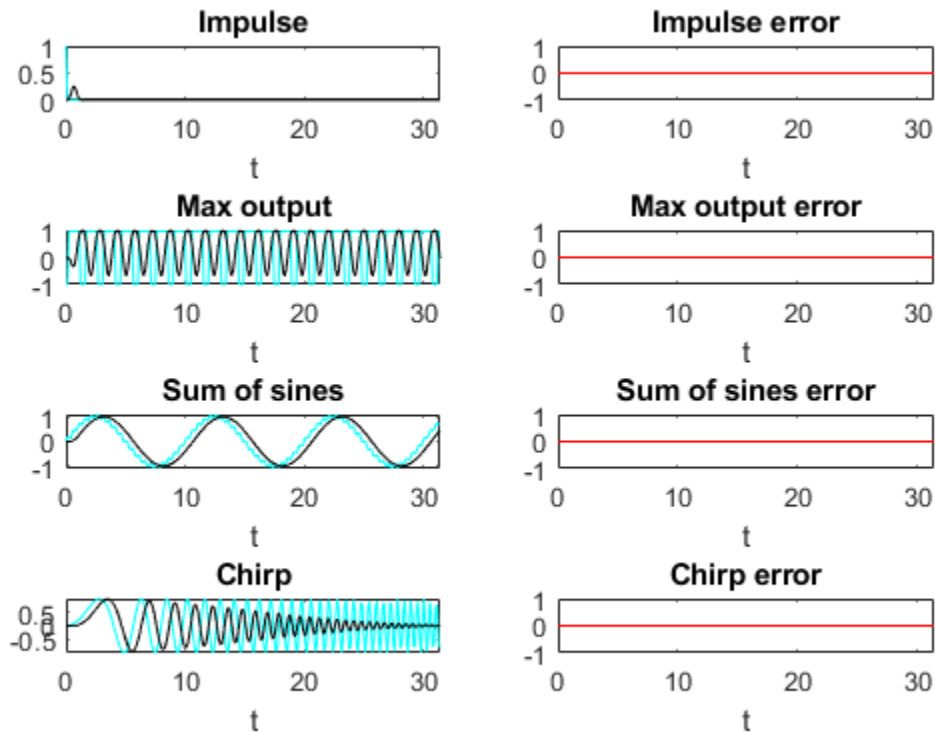 Impulse
1
0.5
0
0 10 20 30
t
Impulse error
1
0
-1
0 10 20 30
t
Max output
1
0
-1
0 10 20 30
t
Max output error
1
0
-1
0 10 20 30
t
Sum of sines
1
0
-1
0 10 20 30
t
Sum of sines error
1
0
-1
0 10 20 30
t
Chirp
0.5
0
-0.5
0 10 20 30
t
Chirp error
1
0
-1
0 10 20 30
t